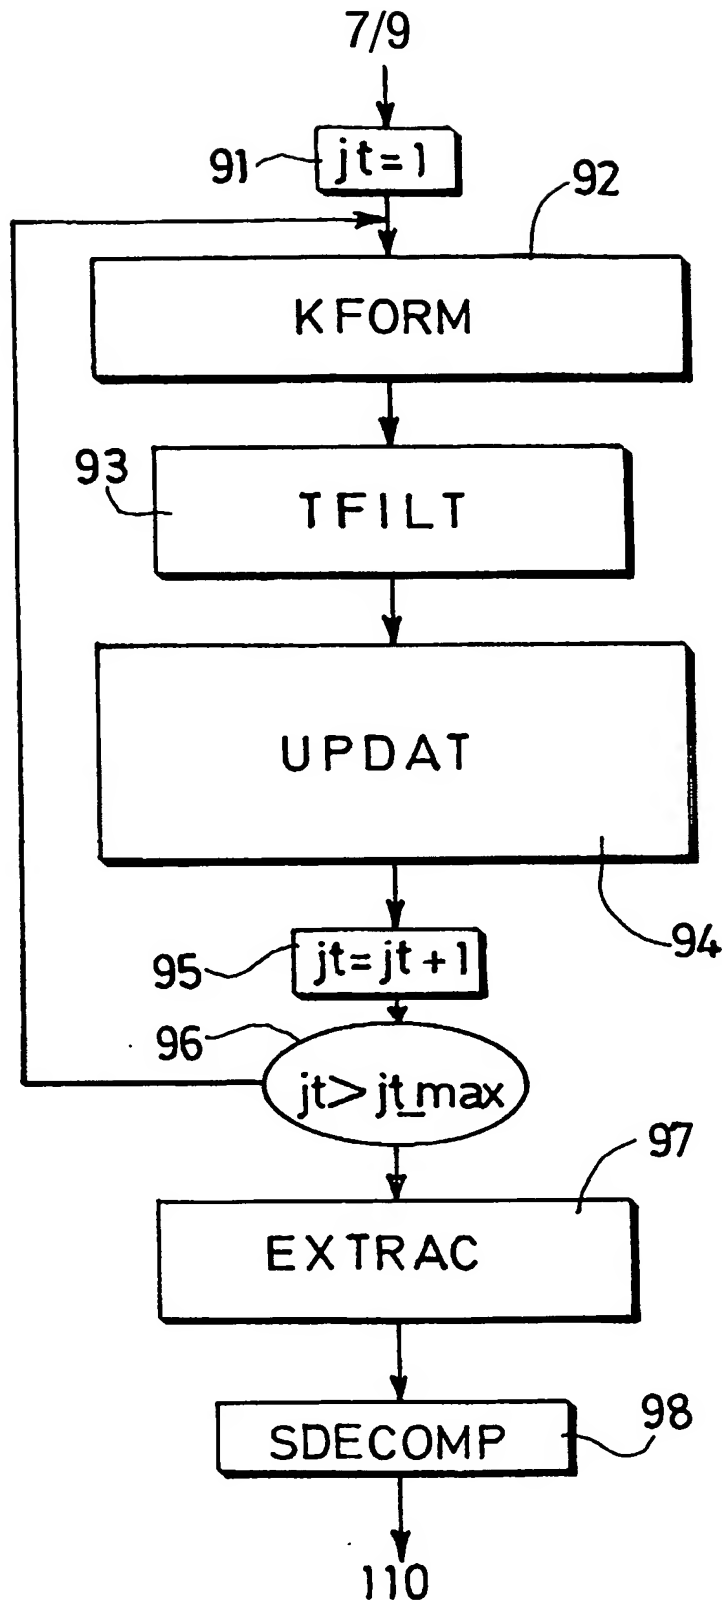 7/9
91
jt=1
92
KFORM
93
TFILT
UPDAT
94
95
jt=jt+1
96
jt>jt_max
97
EXTRAC
98
SDECOMP
110